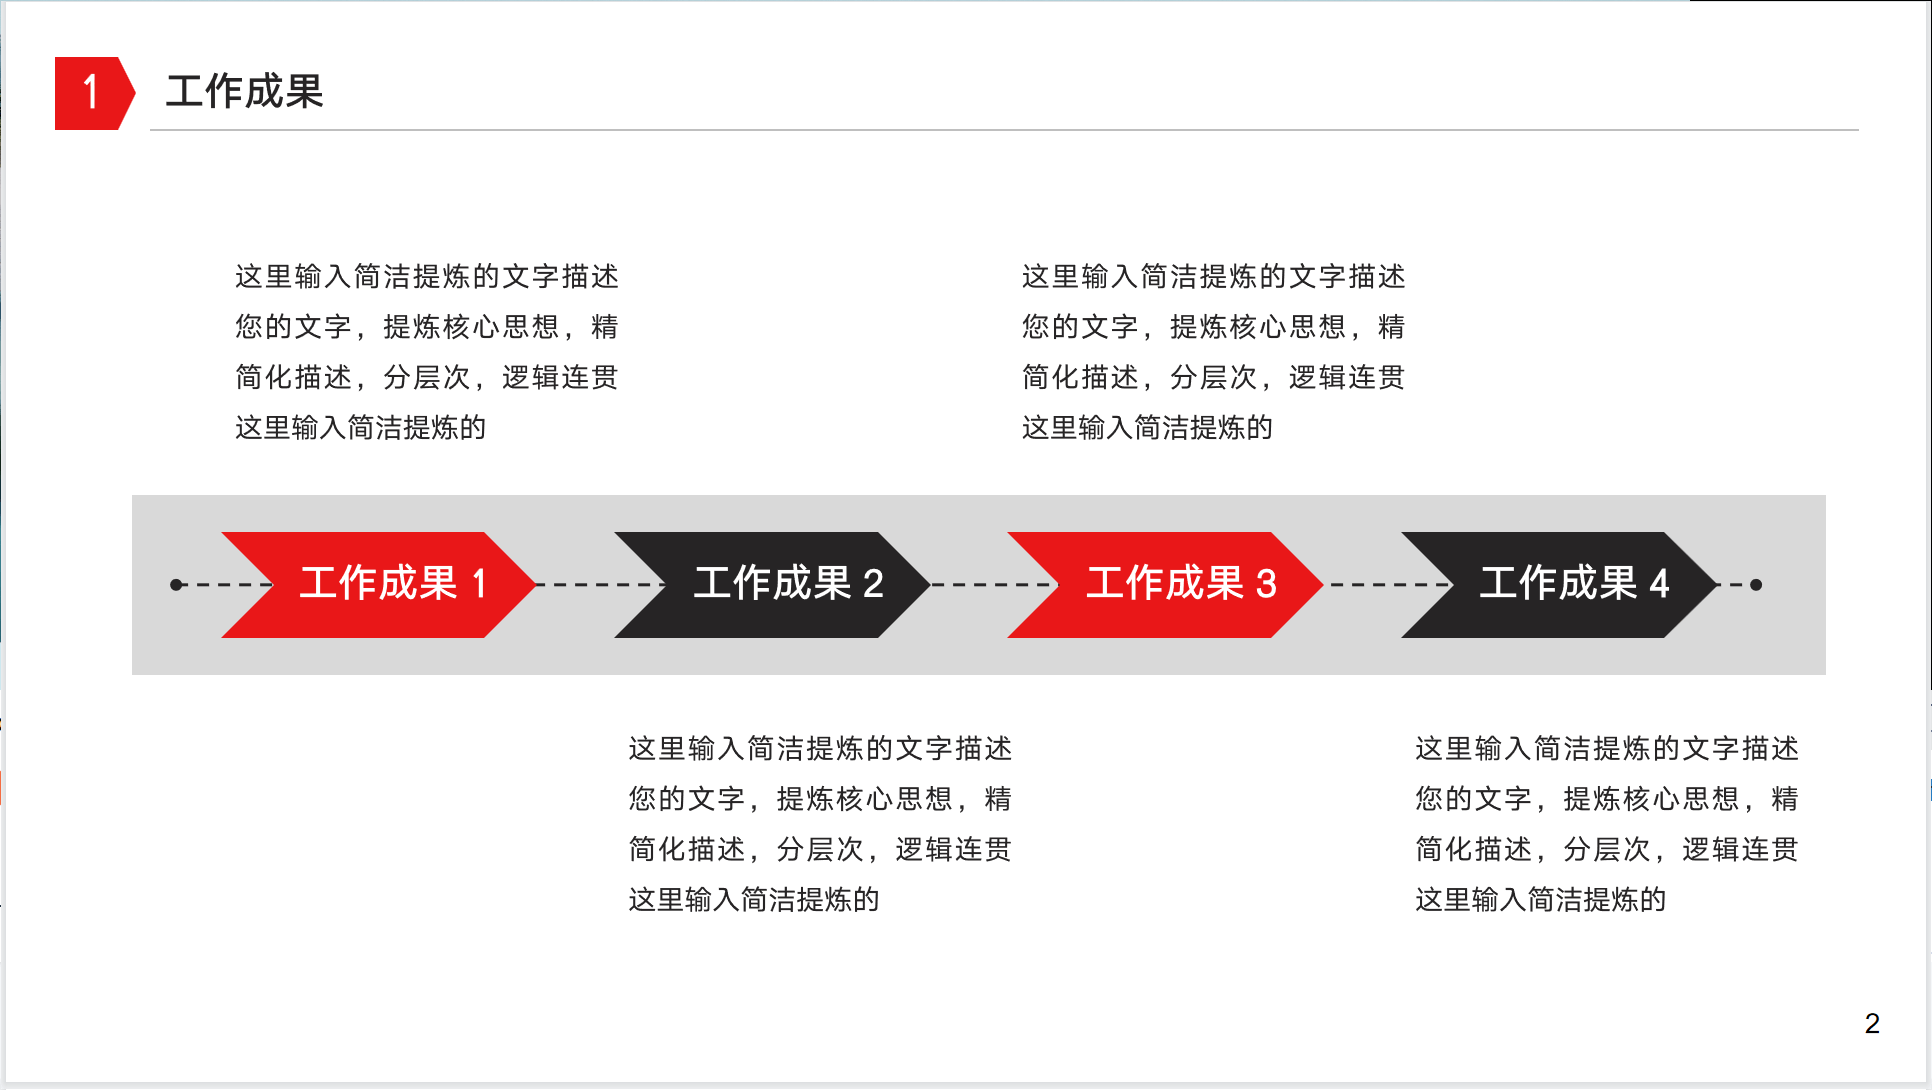 1
工作成果
这里输入简洁提炼的文字描述
您的文字，提炼核心思想，精
简化描述，分层次，逻辑连贯
这里输入简洁提炼的
这里输入简洁提炼的文字描述
您的文字，提炼核心思想，精
简化描述，分层次，逻辑连贯
这里输入简洁提炼的
工作成果 1
工作成果 2
工作成果 3
工作成果 4
这里输入简洁提炼的文字描述
您的文字，提炼核心思想，精
简化描述，分层次，逻辑连贯
这里输入简洁提炼的
这里输入简洁提炼的文字描述
您的文字，提炼核心思想，精
简化描述，分层次，逻辑连贯
这里输入简洁提炼的
2